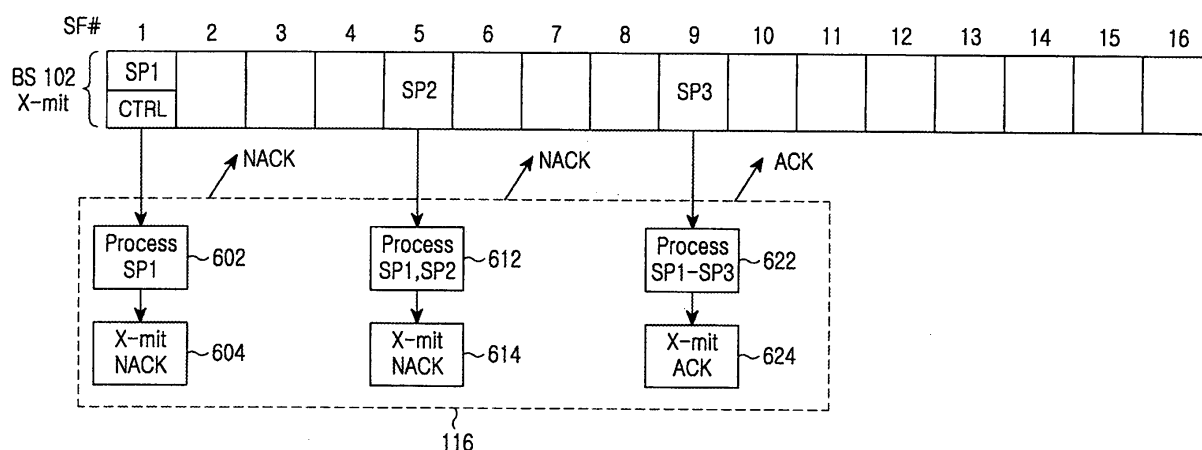 SF# 1 2 3 4 5 6 7 8 9 10 11 12 13 14 15 16
BS 102
X-mit
SP1
CTRL
SP2
SP3
NACK
NACK
ACK
Process
SP1
602
Process
SP1,SP2
612
Process
SP1-SP3
622
X-mit
NACK
604
X-mit
NACK
614
X-mit
ACK
624
116